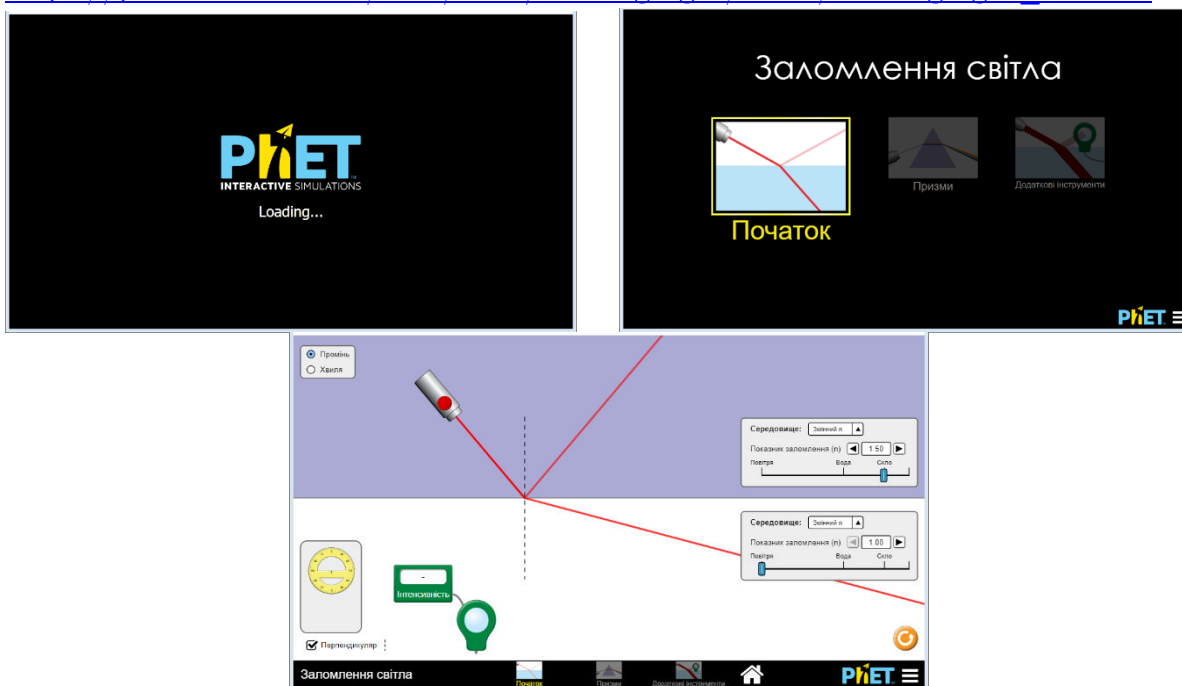 PhET
INTERACTIVE SIMULATIONS
Loading...
Заломлення світла
Початок
Призми
Додаткові інструменти
PhET
Промінь
Хвиля
Середовище: Змінний n
Показник заломлення (n) 1.50
Повітря Вода Скло
Середовище: Змінний n
Показник заломлення (n) 1.00
Повітря Вода Скло
-
Інтенсивність
Перпендикуляр
Заломлення світла
Початок
Призми
Додаткові інструменти
PhET